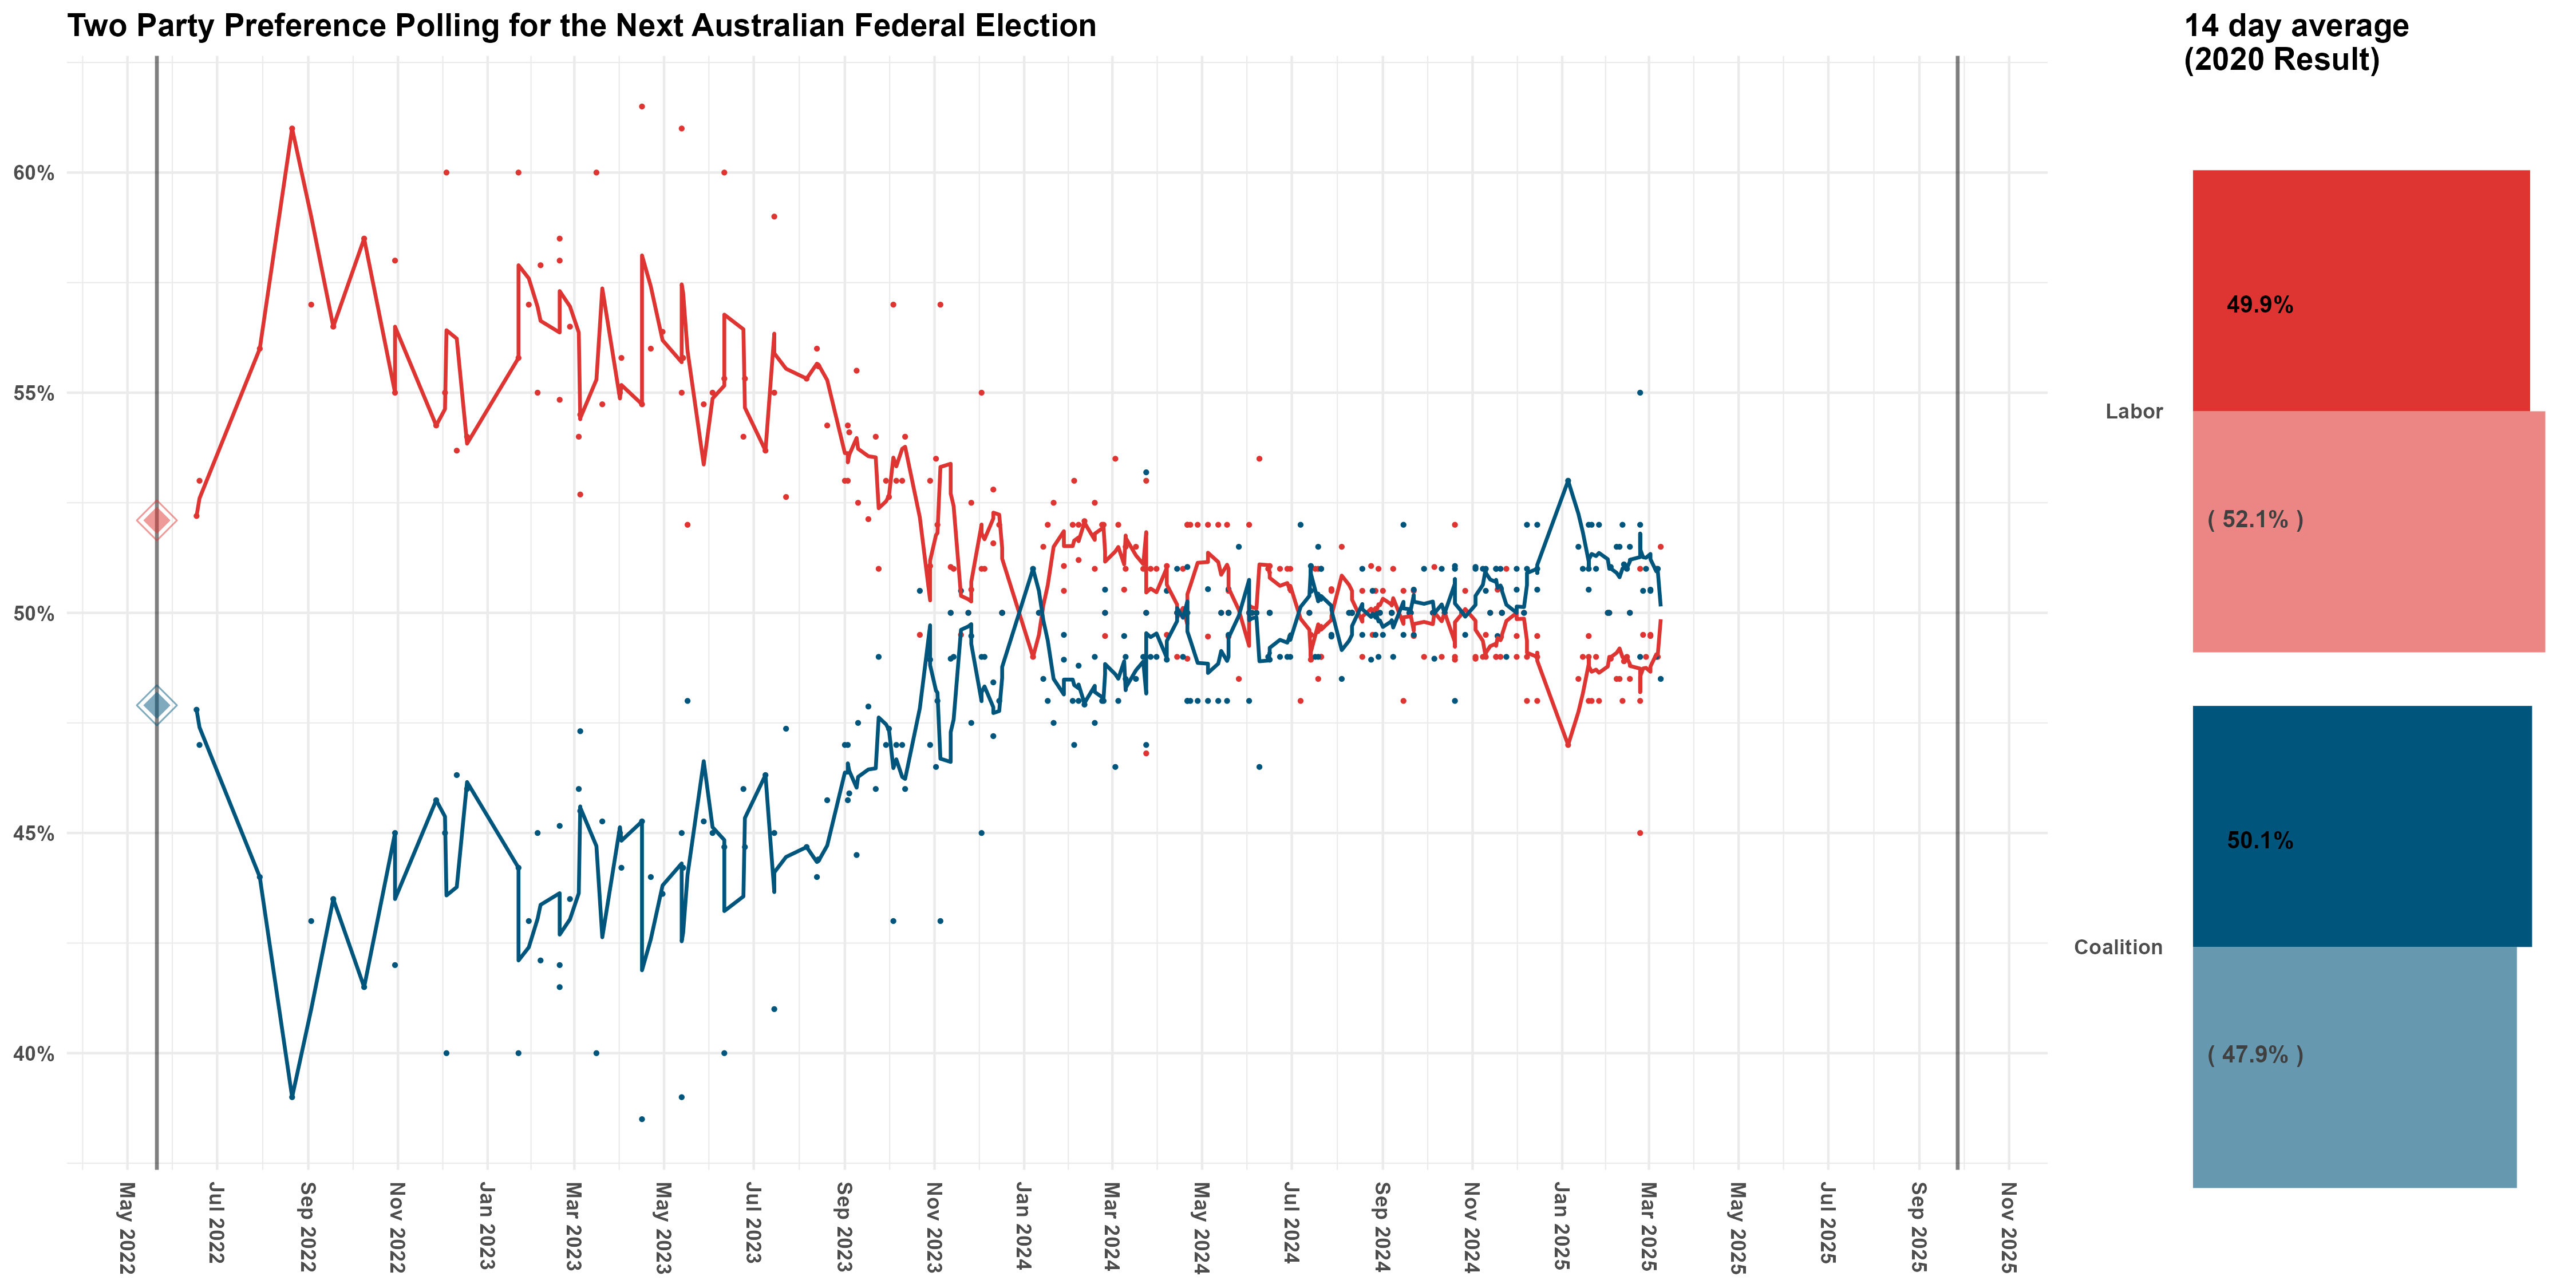 Two Party Preference Polling for the Next Australian Federal Election
14 day average
(2020 Result)
60%
55%
50%
45%
40%
May 2022
Jul 2022
Sep 2022
Nov 2022
Jan 2023
Mar 2023
May 2023
Jul 2023
Sep 2023
Nov 2023
Jan 2024
Mar 2024
May 2024
Jul 2024
Sep 2024
Nov 2024
Jan 2025
Mar 2025
May 2025
Jul 2025
Sep 2025
Nov 2025
Labor
49.9%
( 52.1% )
Coalition
50.1%
( 47.9% )